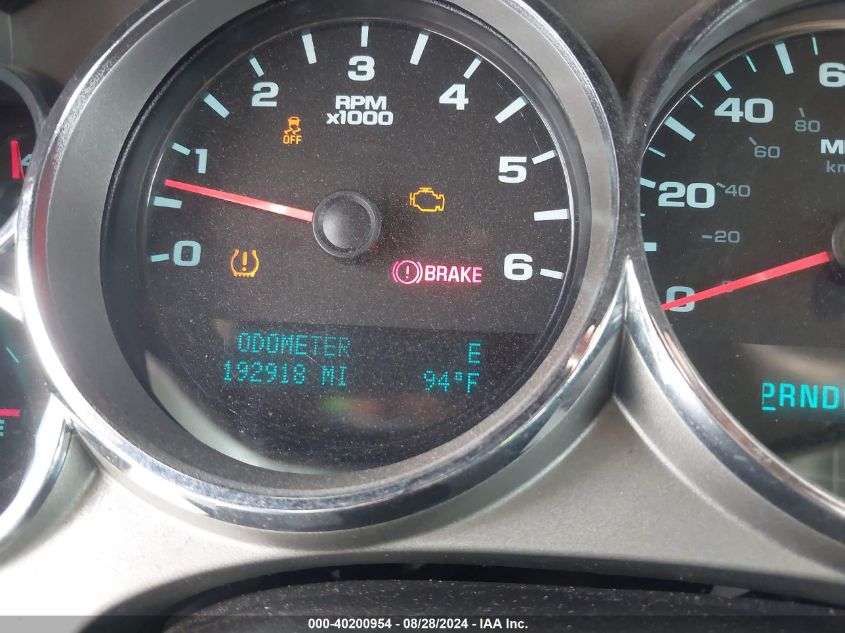 0
1
2
3
4
5
6
RPM
x1000
OFF
BRAKE
ODOMETER
E
192918 MI
94°F
0
20
40
20
40
60
80
PRND
000-40200954 - 08/28/2024 - IAA Inc.